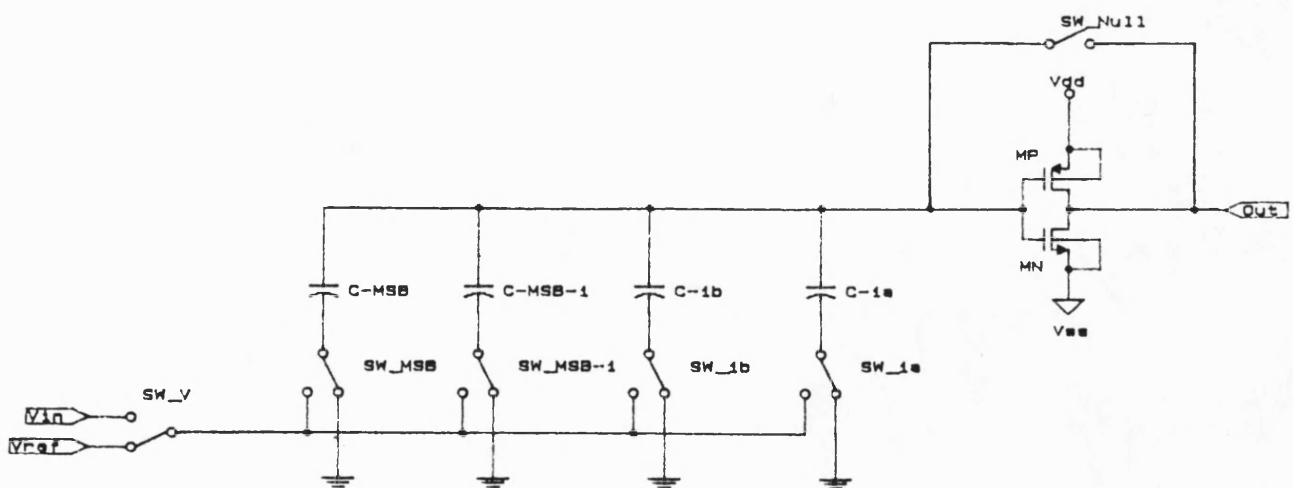 SW_Null
Vdd
MP
Out
MN
Vss
C-MSB
C-MSB-1
C-1b
C-1a
SW_MSB
SW_MSB-1
SW_1b
SW_1a
SW_V
Vin
Vref